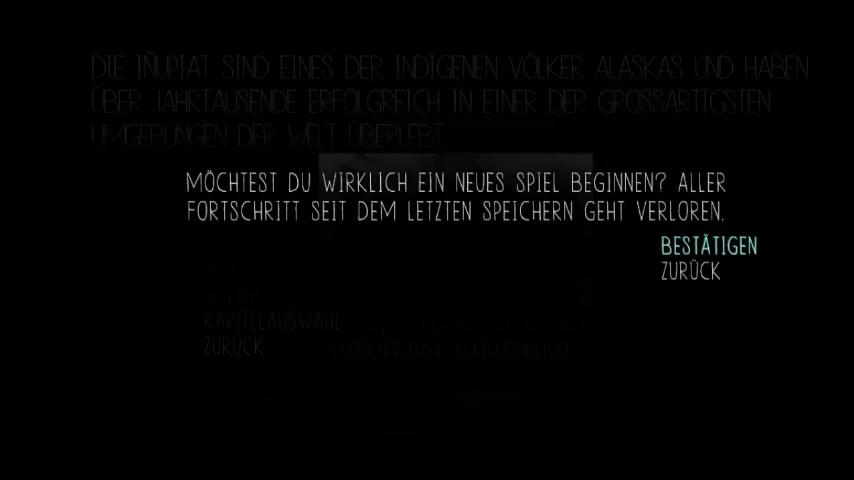 DIE IÑUPIAT SIND EINES DER INDIGENEN VÖLKER ALASKAS UND HABEN
ÜBER JAHRTAUSENDE ERFOLGREICH IN EINER DER GROSSARTIGSTEN
UMGEBUNGEN DER WELT ÜBERLEBT.
MÖCHTEST DU WIRKLICH EIN NEUES SPIEL BEGINNEN? ALLER
FORTSCHRITT SEIT DEM LETZTEN SPEICHERN GEHT VERLOREN.
BESTÄTIGEN
ZURÜCK
KAPITELAUSWAHL
ZURÜCK